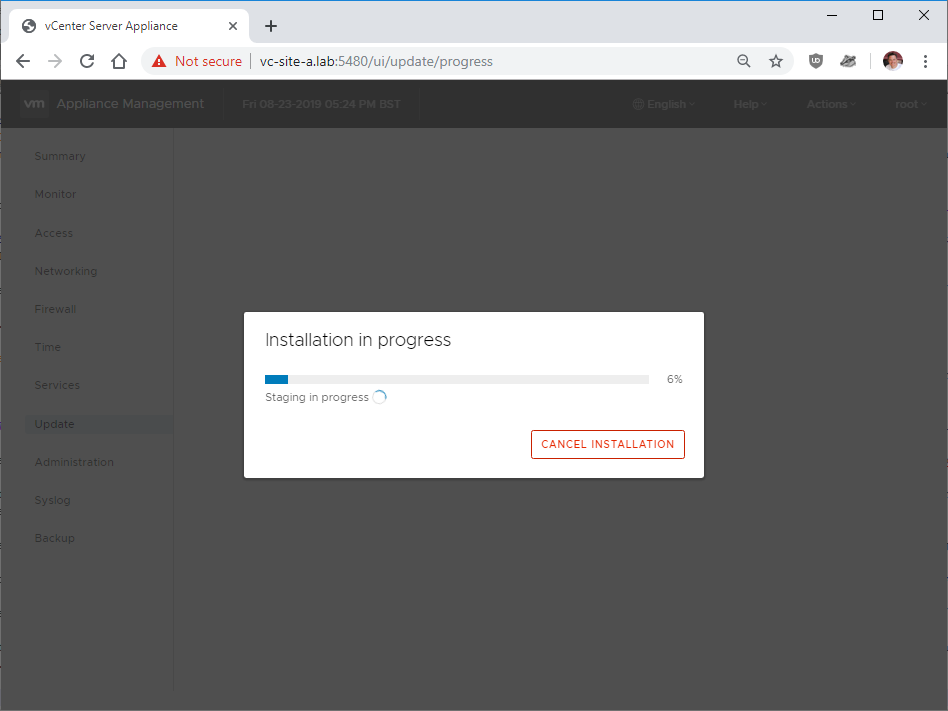 vCenter Server Appliance
Not secure vc-site-a.lab:5480/ui/update/progress
vm Appliance Management Fri 08-23-2019 05:24 PM BST English Help Actions root
Summary
Monitor
Access
Networking
Firewall
Time
Services
Update
Administration
Syslog
Backup
Installation in progress
6%
Staging in progress
CANCEL INSTALLATION